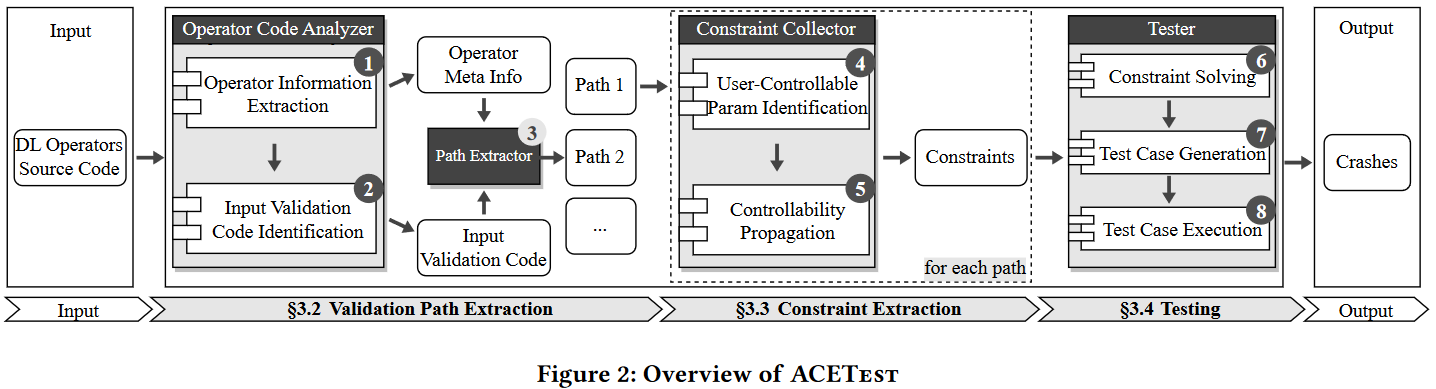 Input
DL Operators
Source Code
Operator Code Analyzer
1
Operator Information
Extraction
2
Input Validation
Code Identification
Operator
Meta Info
3
Path Extractor
Input
Validation Code
Path 1
Path 2
...
Constraint Collector
4
User-Controllable
Param Identification
5
Controllability
Propagation
Constraints
for each path
Tester
6
Constraint Solving
7
Test Case Generation
8
Test Case Execution
Output
Crashes
Input
§3.2 Validation Path Extraction
§3.3 Constraint Extraction
§3.4 Testing
Output
Figure 2: Overview of ACETest